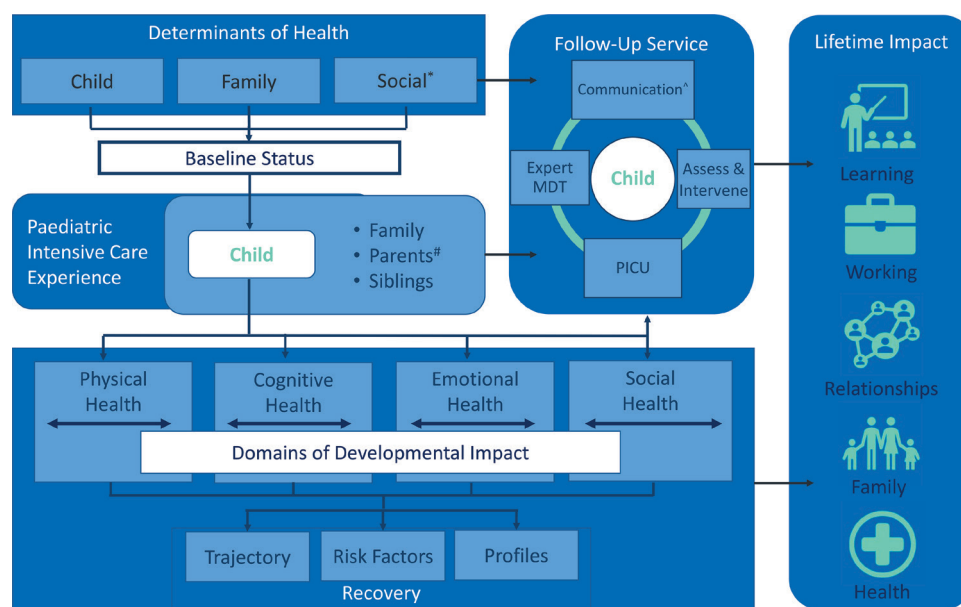 Determinants of Health
Child
Family
Social*
Baseline Status
Paediatric
Intensive Care
Experience
Child
• Family
• Parents#
• Siblings
Follow-Up Service
Communication^
Expert
MDT
Child
Assess &
Intervene
PICU
Physical
Health
Cognitive
Health
Emotional
Health
Social
Health
Domains of Developmental Impact
Trajectory
Risk Factors
Profiles
Recovery
Lifetime Impact
Learning
Working
Relationships
Family
Health